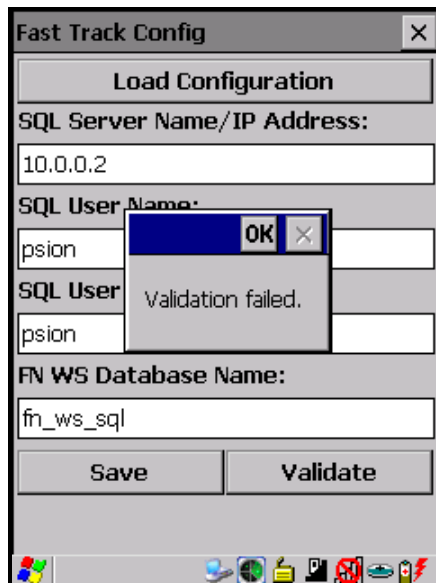 Fast Track Config
Load Configuration
SQL Server Name/IP Address:
10.0.0.2
SQL User Name:
OK
psion
Validation failed.
SQL User
psion
FN WS Database Name:
fn_ws_sql
Save
Validate